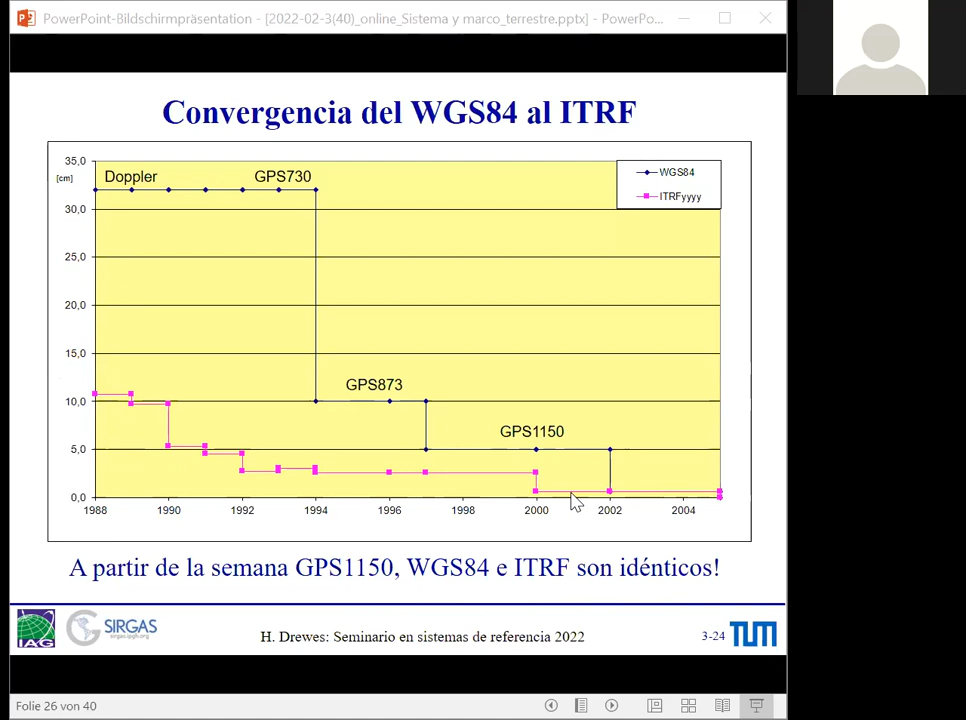 PowerPoint-Bildschirmpräsentation - [2022-02-3(40)_online_Sistema y marco_terrestre.pptx] - PowerPo...
Convergencia del WGS84 al ITRF
35,0
[cm]
Doppler
GPS730
WGS84
ITRFyyyy
30,0
25,0
20,0
15,0
GPS873
10,0
GPS1150
5,0
0,0
1988 1990 1992 1994 1996 1998 2000 2002 2004
A partir de la semana GPS1150, WGS84 e ITRF son idénticos!
IAG
SIRGAS
sirgas.ipgh.org
H. Drewes: Seminario en sistemas de referencia 2022
3-24
TUM
Folie 26 von 40